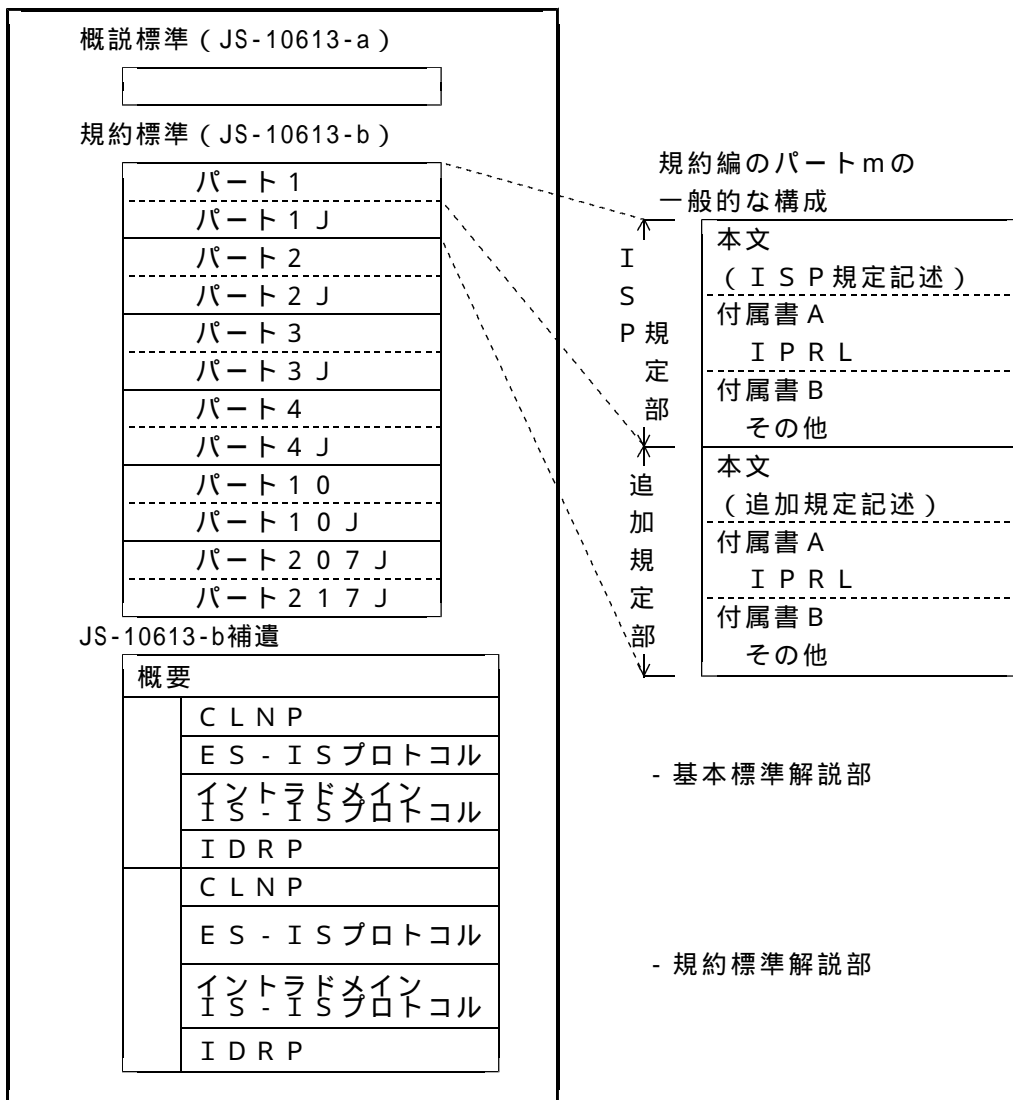 概説標準（JS-10613-a）
規約標準（JS-10613-b）
パート１
パート１Ｊ
パート２
パート２Ｊ
パート３
パート３Ｊ
パート４
パート４Ｊ
パート１０
パート１０Ｊ
パート２０７Ｊ
パート２１７Ｊ
JS-10613-b補遺
概要
ＣＬＮＰ
ＥＳ-ＩＳプロトコル
イントラドメイン
ＩＳ-ＩＳプロトコル
ＩＤＲＰ
ＣＬＮＰ
ＥＳ-ＩＳプロトコル
イントラドメイン
ＩＳ-ＩＳプロトコル
ＩＤＲＰ
規約編のパートｍの
一般的な構成
ＩＳＰ規定部
本文
（ＩＳＰ規定記述）
付属書Ａ
ＩＰＲＬ
付属書Ｂ
その他
追加規定部
本文
（追加規定記述）
付属書Ａ
ＩＰＲＬ
付属書Ｂ
その他
- 基本標準解説部
- 規約標準解説部